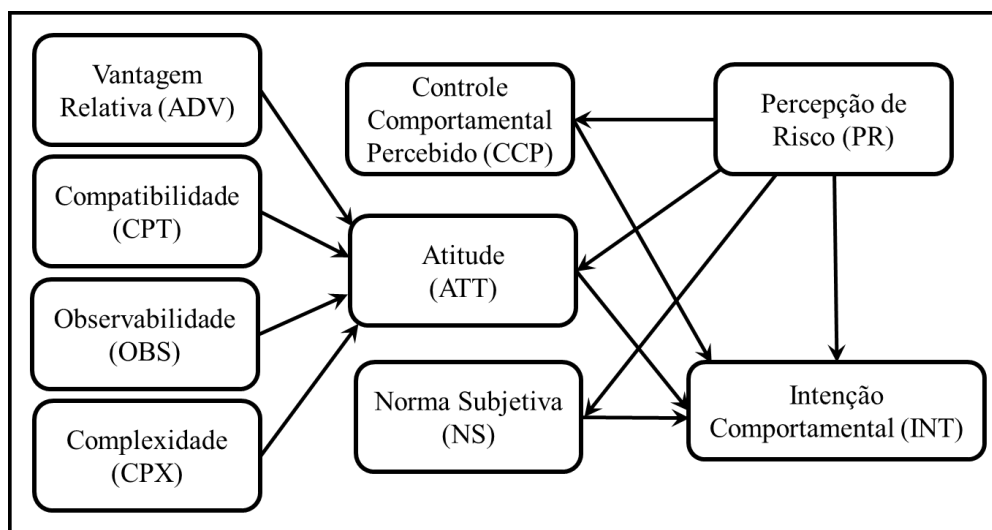 Vantagem
Relativa (ADV)
Compatibilidade
(CPT)
Observabilidade
(OBS)
Complexidade
(CPX)
Controle
Comportamental
Percebido (CCP)
Atitude
(ATT)
Norma Subjetiva
(NS)
Percepção de
Risco (PR)
Intenção
Comportamental (INT)